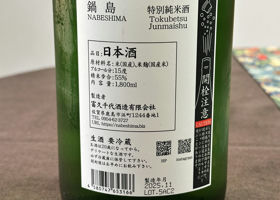 鍋島
NABESHIMA
特別純米酒
Tokubetsu
Junmaishu
品目 日本酒
原材料名:米(国産)、米麹(国産米)
アルコール分:15度
精米歩合:55%
内容量:1,800ml
製造者
富久千代酒造有限会社
佐賀県鹿島市浜町1244番地1
TEL. 0954-62-3727
https://nabeshima.biz
生酒 要冷蔵
開栓注意
HP
Instagram
製造年月
2025.11
LOT.5AC2